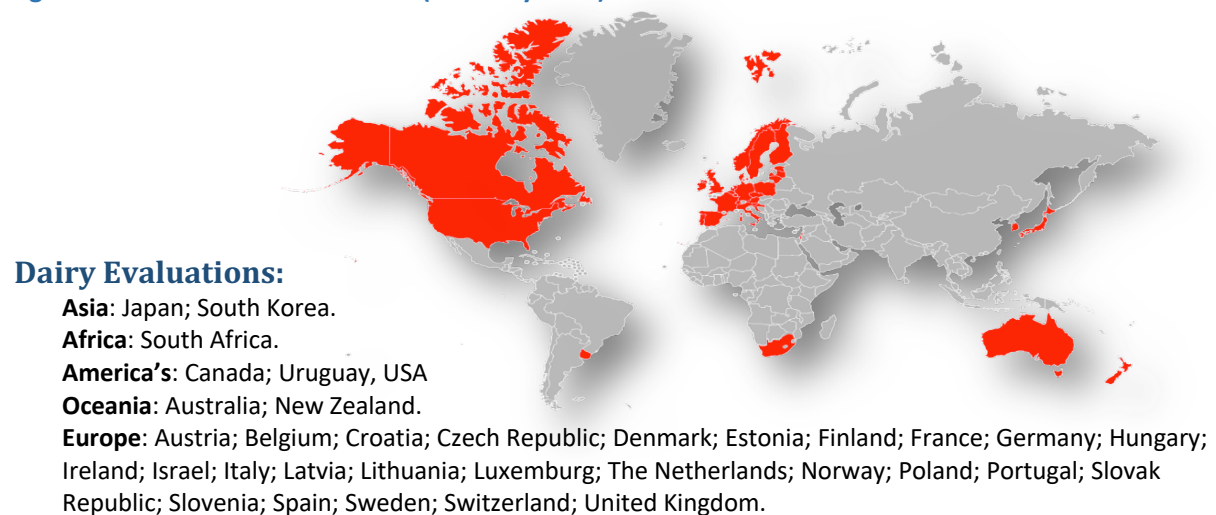 Dairy Evaluations:
Asia: Japan; South Korea.
Africa: South Africa.
America's: Canada; Uruguay, USA
Oceania: Australia; New Zealand.
Europe: Austria; Belgium; Croatia; Czech Republic; Denmark; Estonia; Finland; France; Germany; Hungary;
Ireland; Israel; Italy; Latvia; Lithuania; Luxemburg; The Netherlands; Norway; Poland; Portugal; Slovak
Republic; Slovenia; Spain; Sweden; Switzerland; United Kingdom.